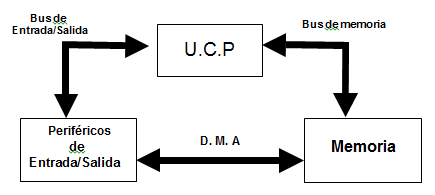 Bus de
Entrada/Salida
U.C.P
Bus de memoria
Periféricos
de
Entrada/Salida
D. M. A
Memoria